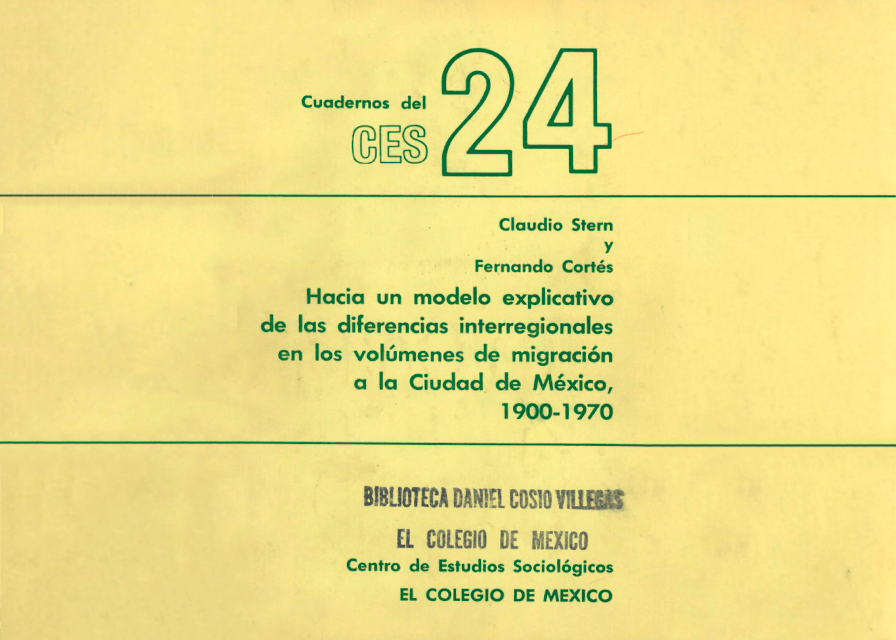 Cuadernos del
CES 24
Claudio Stern
y
Fernando Cortés
Hacia un modelo explicativo
de las diferencias interregionales
en los volúmenes de migración
a la Ciudad de México,
1900-1970
BIBLIOTECA DANIEL COSIO VILLEGAS
EL COLEGIO DE MEXICO
Centro de Estudios Sociológicos
EL COLEGIO DE MEXICO